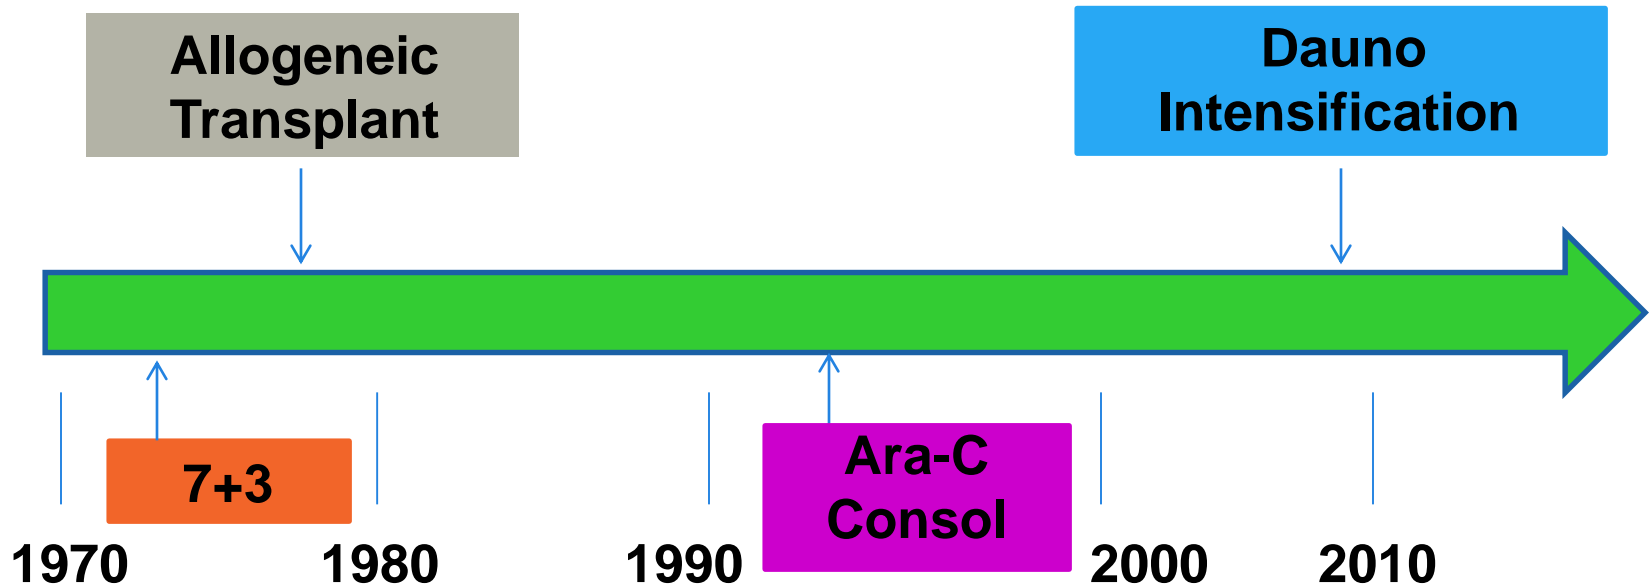 Allogeneic
Transplant
Dauno
Intensification
7+3
Ara-C
Consol
1970
1980
1990
2000
2010